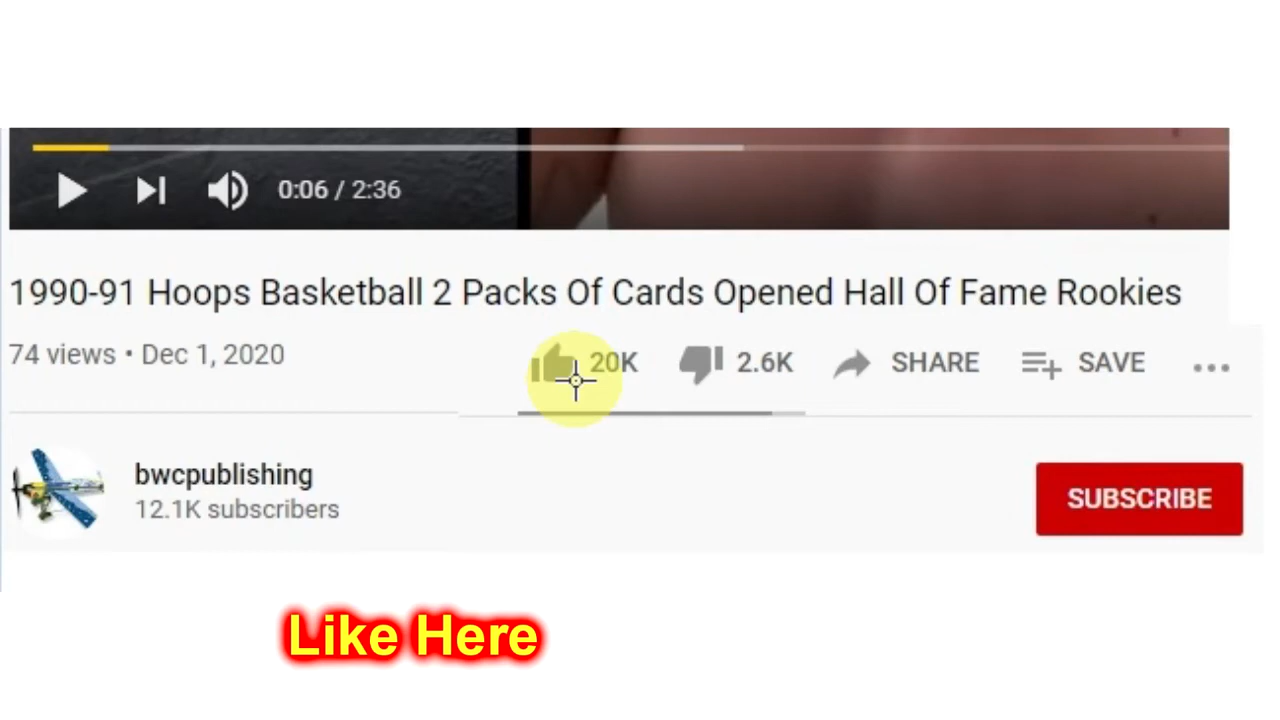 0:06 / 2:36
1990-91 Hoops Basketball 2 Packs Of Cards Opened Hall Of Fame Rookies
74 views • Dec 1, 2020 20K 2.6K SHARE SAVE
bwcpublishing
12.1K subscribers
SUBSCRIBE
Like Here